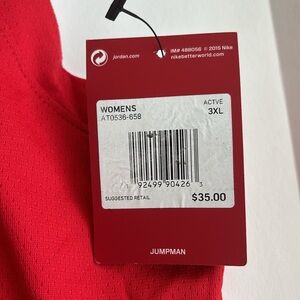 jordan.com
IM# 488056 © 2015 Nike
nikebetterworld.com
WOMENS
AT0536-658
ACTVE
3XL
92499 90426 3
SUGGESTED RETAIL
$35.00
JUMPMAN